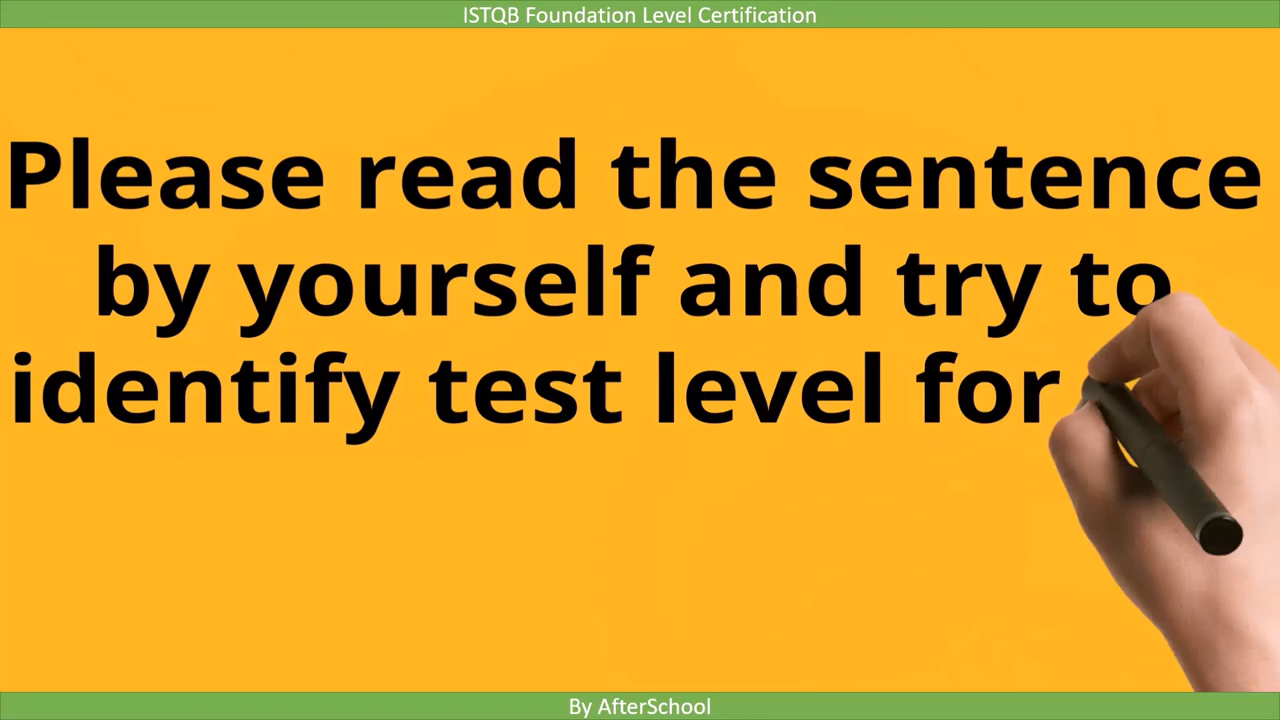 ISTQB Foundation Level Certification
Please read the sentence
by yourself and try to
identify test level for
By AfterSchool